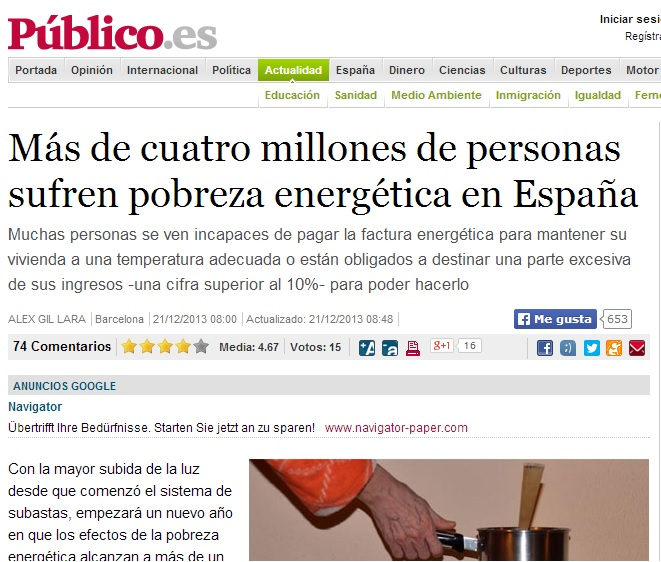 Público.es
Iniciar sesi
Regístra
Portada Opinión Internacional Política Actualidad España Dinero Ciencias Culturas Deportes Motor
Educación Sanidad Medio Ambiente Inmigración Igualdad Feme
Más de cuatro millones de personas
sufren pobreza energética en España
Muchas personas se ven incapaces de pagar la factura energética para mantener su
vivienda a una temperatura adecuada o están obligados a destinar una parte excesiva
de sus ingresos -una cifra superior al 10%- para poder hacerlo
ALEX GIL LARA Barcelona 21/12/2013 08:00 Actualizado: 21/12/2013 08:48
Me gusta 653
74 Comentarios Media: 4.67 Votos: 15 +A -a g+1 16
ANUNCIOS GOOGLE
Navigator
Übertrifft Ihre Bedürfnisse. Starten Sie jetzt an zu sparen! www.navigator-paper.com
Con la mayor subida de la luz
desde que comenzó el sistema de
subastas, empezará un nuevo año
en que los efectos de la pobreza
energética alcanzan a más de un